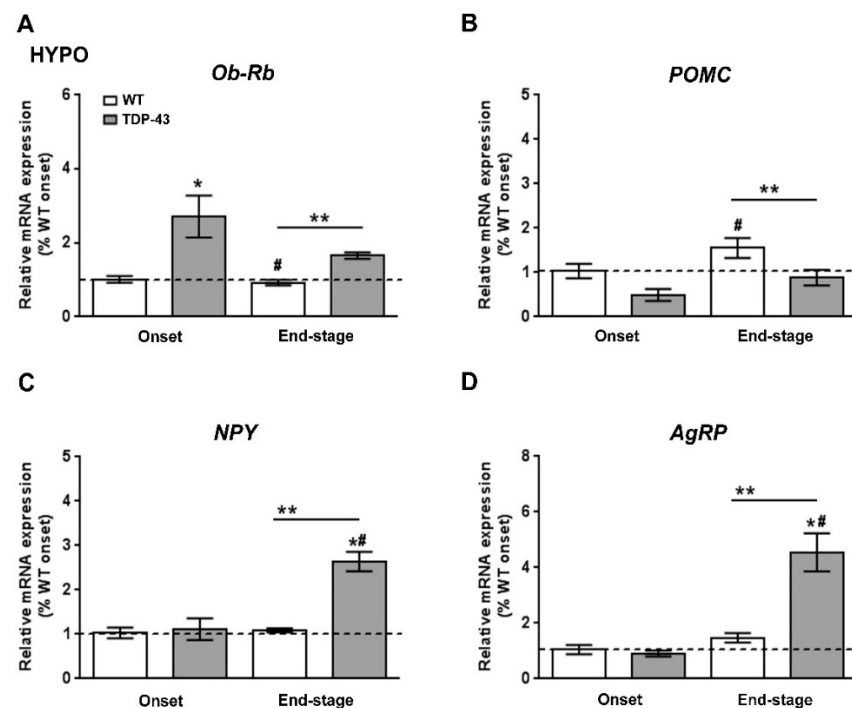 A
HYPO
Ob-Rb
Relative mRNA expression
(% WT onset)
6
4
2
0
WT
TDP-43
*
#
**
Onset
End-stage
B
POMC
Relative mRNA expression
(% WT onset)
5
4
3
2
1
0
#
**
Onset
End-stage
C
NPY
Relative mRNA expression
(% WT onset)
5
4
3
2
1
0
**
*#
Onset
End-stage
D
AgRP
Relative mRNA expression
(% WT onset)
8
6
4
2
0
**
*#
Onset
End-stage